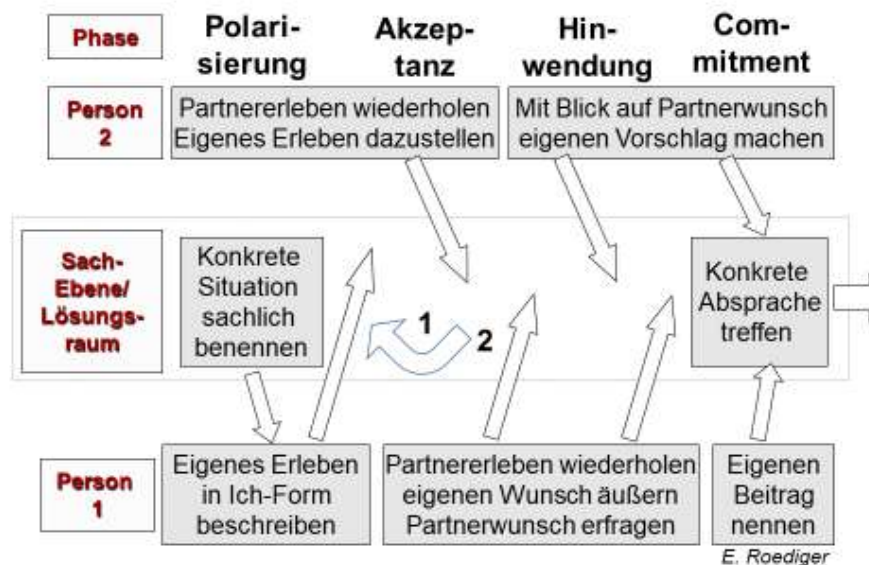 Phase
Polari-
sierung
Akzep-
tanz
Hin-
wendung
Com-
mitment
Person
2
Partnererleben wiederholen
Eigenes Erleben dazustellen
Mit Blick auf Partnerwunsch
eigenen Vorschlag machen
Sach-
Ebene/
Lösungs-
raum
Konkrete
Situation
sachlich
benennen
1
2
Konkrete
Absprache
treffen
Person
1
Eigenes Erleben
in Ich-Form
beschreiben
Partnererleben wiederholen
eigenen Wunsch äußern
Partnerwunsch erfragen
Eigenen
Beitrag
nennen
E. Roediger